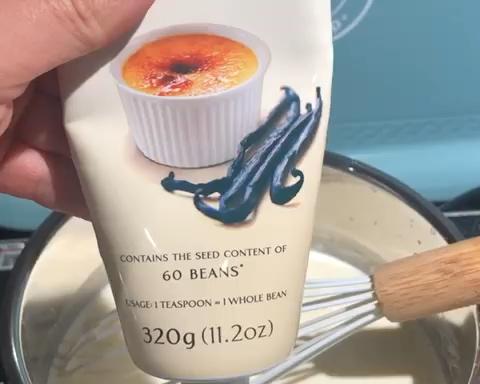 CONTAINS THE SEED CONTENT OF
60 BEANS*
USAGE: 1 TEASPOON = 1 WHOLE BEAN
320g (11.2oz)